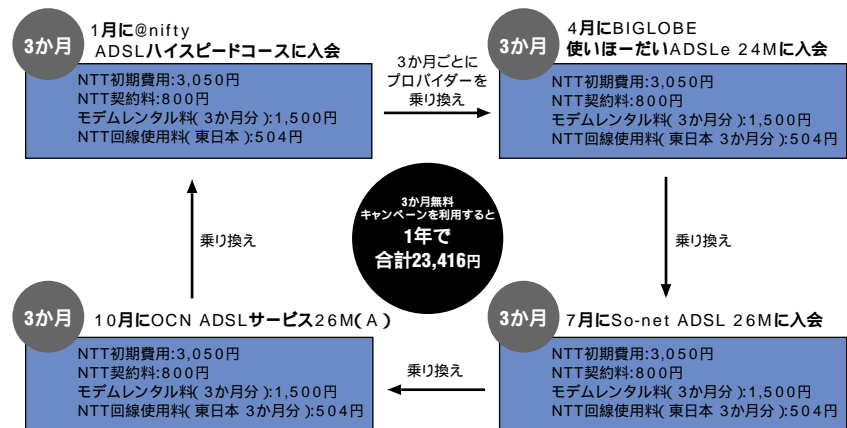 3か月
1月に@nifty
ADSLハイスピードコースに入会
NTT初期費用:3,050円
NTT契約料:800円
モデムレンタル料(3か月分):1,500円
NTT回線使用料(東日本):504円
3か月ごとに
プロバイダーを
乗り換え
3か月
4月にBIGLOBE
使いほーだいADSLe 24Mに入会
NTT初期費用:3,050円
NTT契約料:800円
モデムレンタル料(3か月分):1,500円
NTT回線使用料(東日本 3か月分):504円
乗り換え
3か月無料
キャンペーンを利用すると
1年で
合計23,416円
乗り換え
3か月
7月にSo-net ADSL 26Mに入会
NTT初期費用:3,050円
NTT契約料:800円
モデムレンタル料(3か月分):1,500円
NTT回線使用料(東日本 3か月分):504円
乗り換え
3か月
10月にOCN ADSLサービス26M(A)
NTT初期費用:3,050円
NTT契約料:800円
モデムレンタル料(3か月分):1,500円
NTT回線使用料(東日本 3か月分):504円